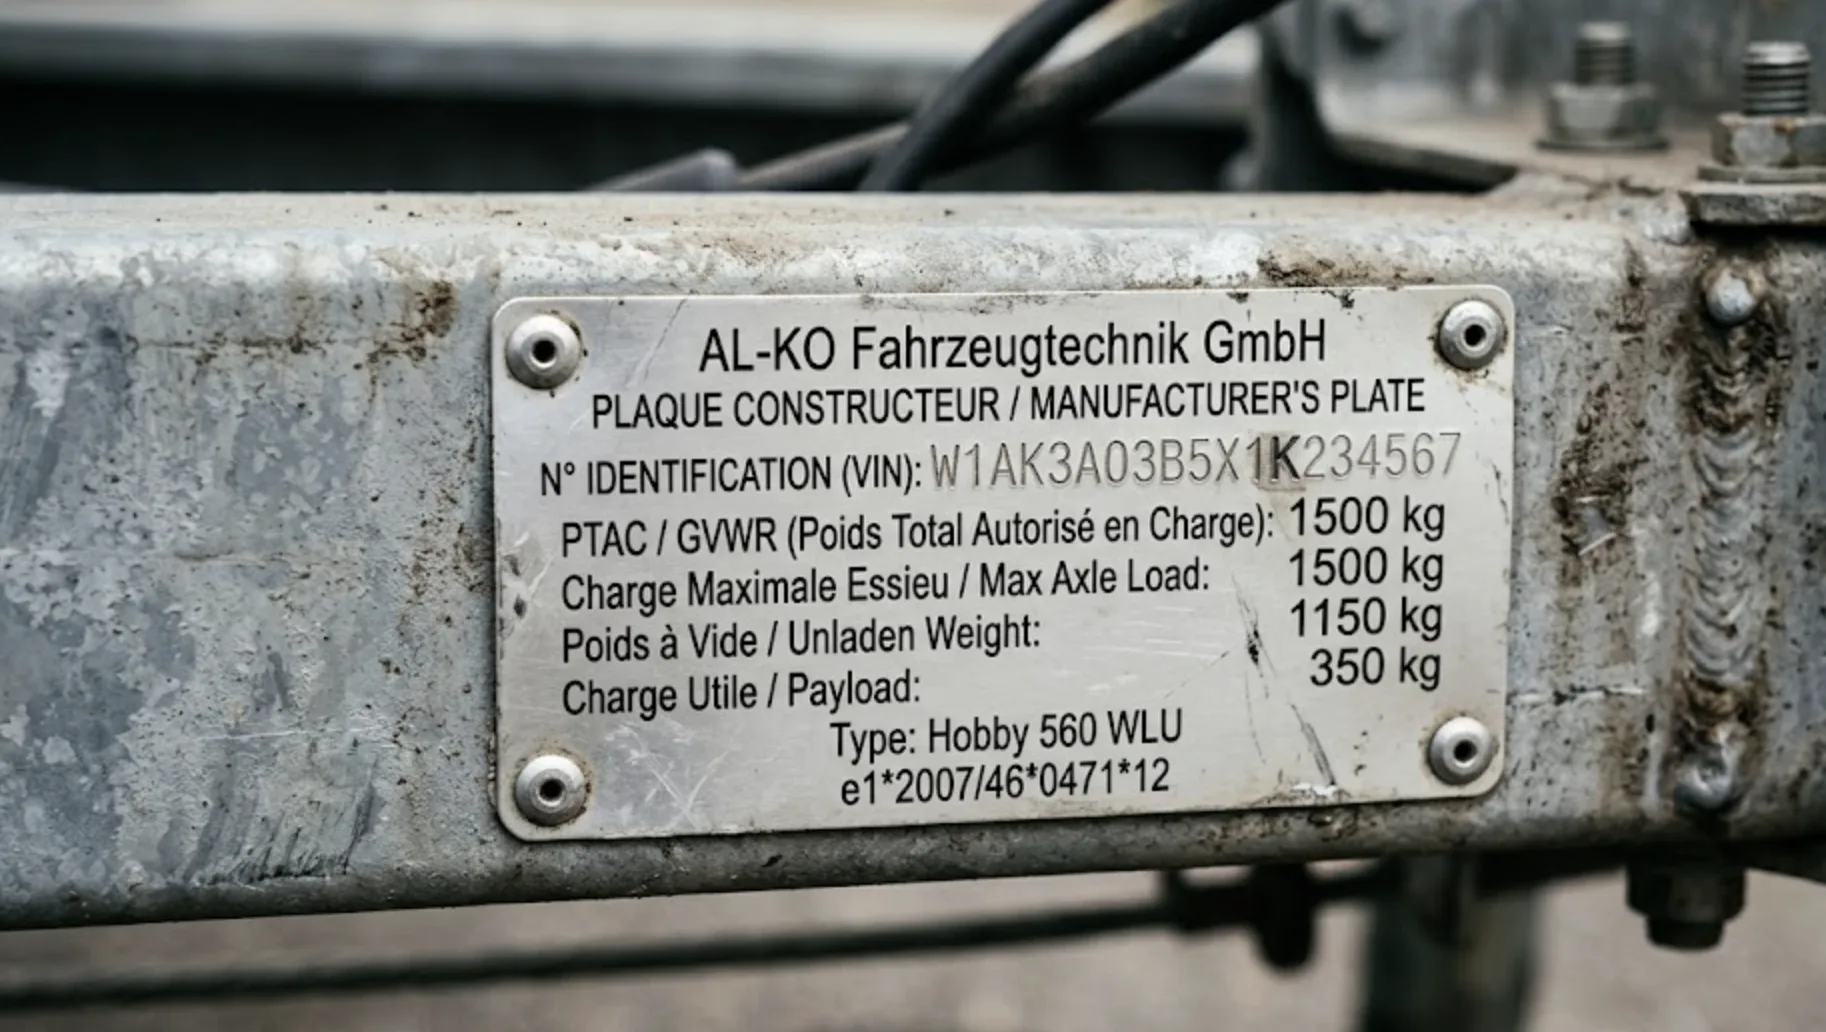 AL-KO Fahrzeugtechnik GmbH
PLAQUE CONSTRUCTEUR / MANUFACTURER'S PLATE
N° IDENTIFICATION (VIN): W1AK3A03B5X1K234567
PTAC / GVWR (Poids Total Autorisé en Charge): 1500 kg
Charge Maximale Essieu / Max Axle Load: 1500 kg
Poids à Vide / Unladen Weight: 1150 kg
Charge Utile / Payload: 350 kg
Type: Hobby 560 WLU
e1*2007/46*0471*12